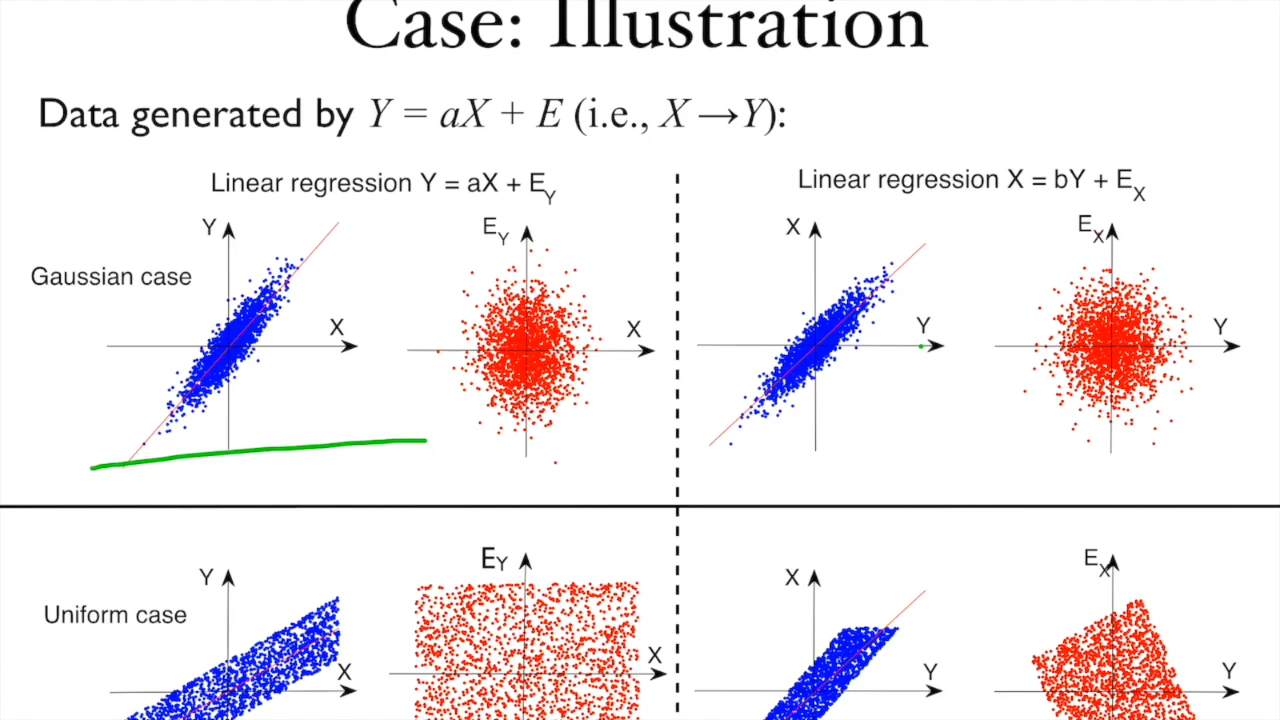 Case: Illustration
Data generated by Y = aX + E (i.e., X → Y):
Linear regression Y = aX + E_Y
Linear regression X = bY + E_X
Gaussian case
Y
X
E_Y
X
X
Y
E_X
Y
Uniform case
Y
X
E_Y
X
X
Y
E_X
Y